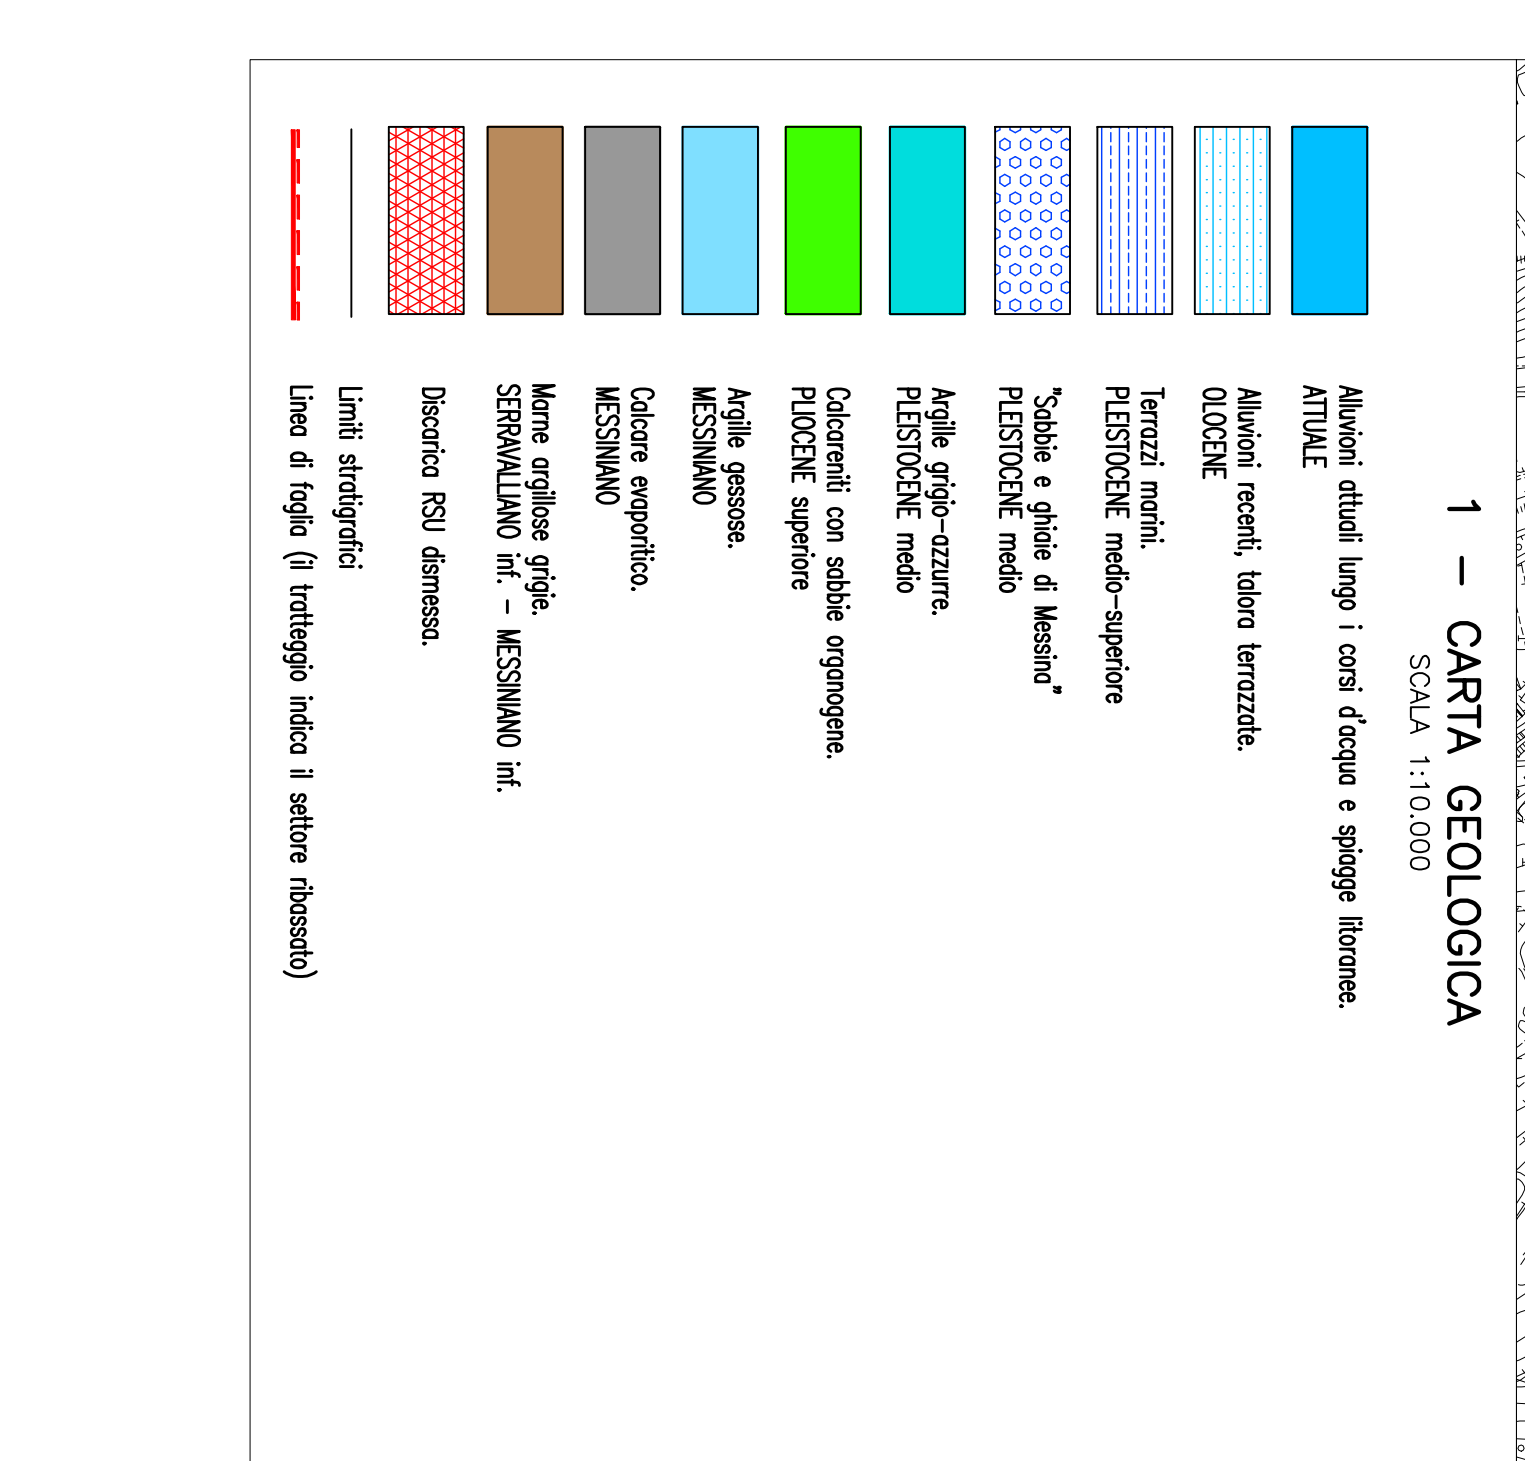 1 – CARTA GEOLOGICA
SCALA 1:10.000
Alluvioni attuali lungo i corsi d'acqua e spiagge litoranee.
ATTUALE
Alluvioni recenti, talora terrazzate.
OLOCENE
Terrazzi marini.
PLEISTOCENE medio–superiore
"Sabbie e ghiaie di Messina"
PLEISTOCENE medio
Argille grigio–azzurre.
PLEISTOCENE medio
Calcareniti con sabbie organogene.
PLIOCENE superiore
Argille gessose.
MESSINIANO
Calcare evaporitico.
MESSINIANO
Marne argillose grigie.
SERRAVALLIANO inf. – MESSINIANO inf.
Discarica RSU dismessa.
Limiti stratigrafici
Linea di faglia (il tratteggio indica il settore ribassato)